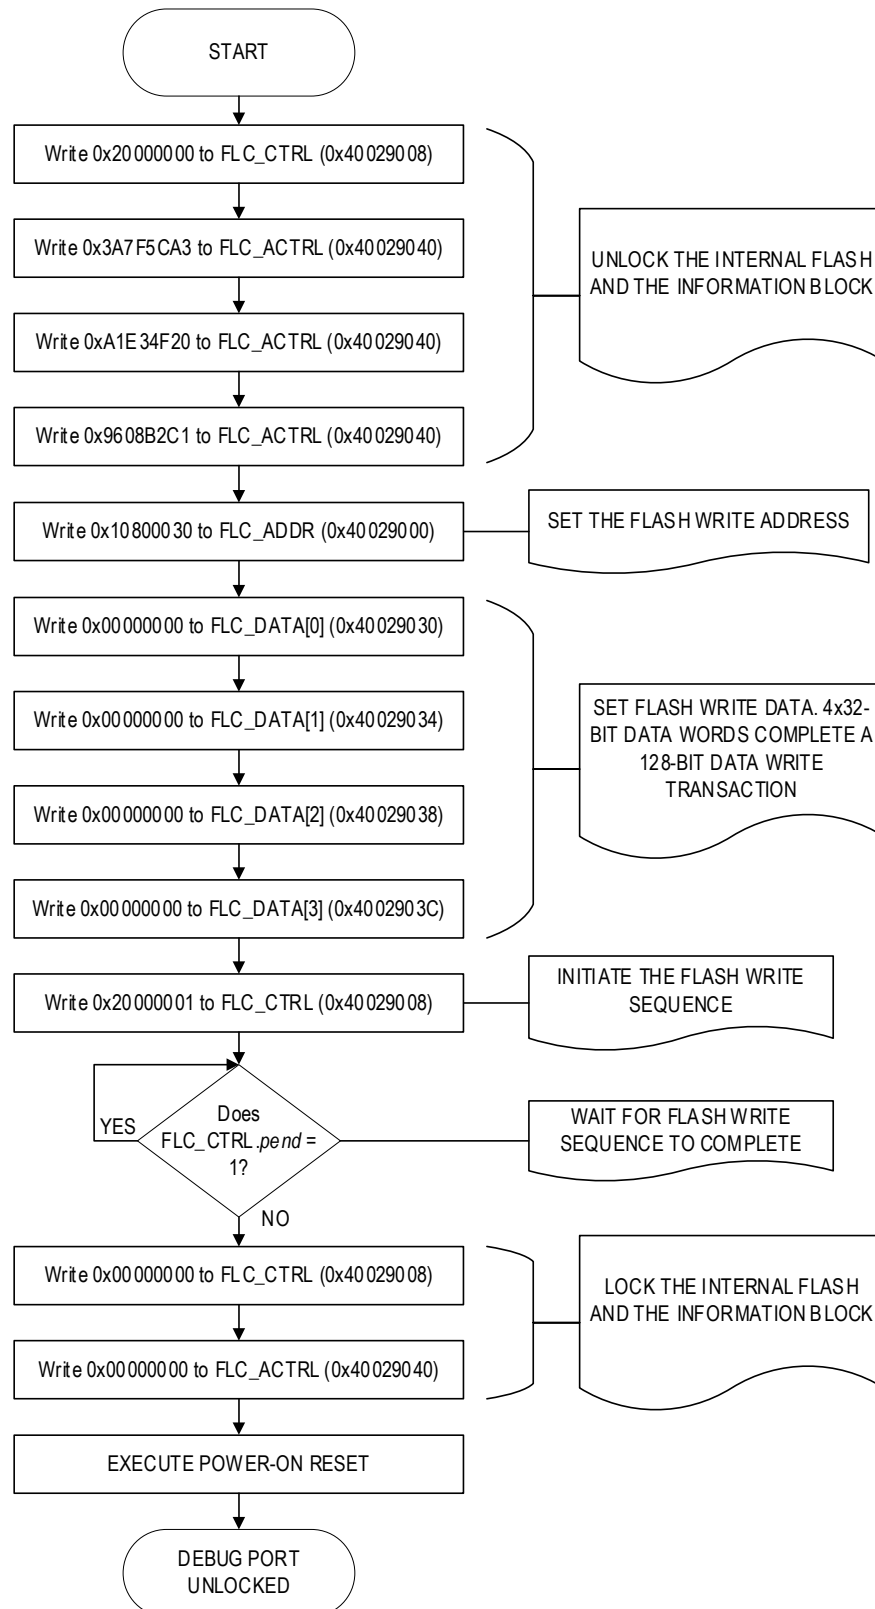 START
Write 0x20000000 to FLC_CTRL (0x40029008)
Write 0x3A7F5CA3 to FLC_ACTRL (0x40029040)
UNLOCK THE INTERNAL FLASH
AND THE INFORMATION BLOCK
Write 0xA1E34F20 to FLC_ACTRL (0x40029040)
Write 0x9608B2C1 to FLC_ACTRL (0x40029040)
Write 0x10800030 to FLC_ADDR (0x40029000)
SET THE FLASH WRITE ADDRESS
Write 0x00000000 to FLC_DATA[0] (0x40029030)
Write 0x00000000 to FLC_DATA[1] (0x40029034)
SET FLASH WRITE DATA. 4x32-
BIT DATA WORDS COMPLETE A
128-BIT DATA WRITE
TRANSACTION
Write 0x00000000 to FLC_DATA[2] (0x40029038)
Write 0x00000000 to FLC_DATA[3] (0x4002903C)
Write 0x20000001 to FLC_CTRL (0x40029008)
INITIATE THE FLASH WRITE
SEQUENCE
Does
FLC_CTRL.pend =
1?
YES
WAIT FOR FLASH WRITE
SEQUENCE TO COMPLETE
NO
Write 0x00000000 to FLC_CTRL (0x40029008)
LOCK THE INTERNAL FLASH
AND THE INFORMATION BLOCK
Write 0x00000000 to FLC_ACTRL (0x40029040)
EXECUTE POWER-ON RESET
DEBUG PORT
UNLOCKED